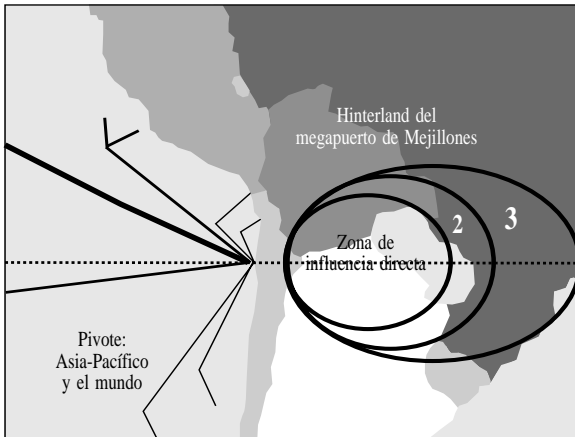 Hinterland del
megapuerto de Mejillones
2
3
Zona de
influencia directa
Pivote:
Asia-Pacífico
y el mundo